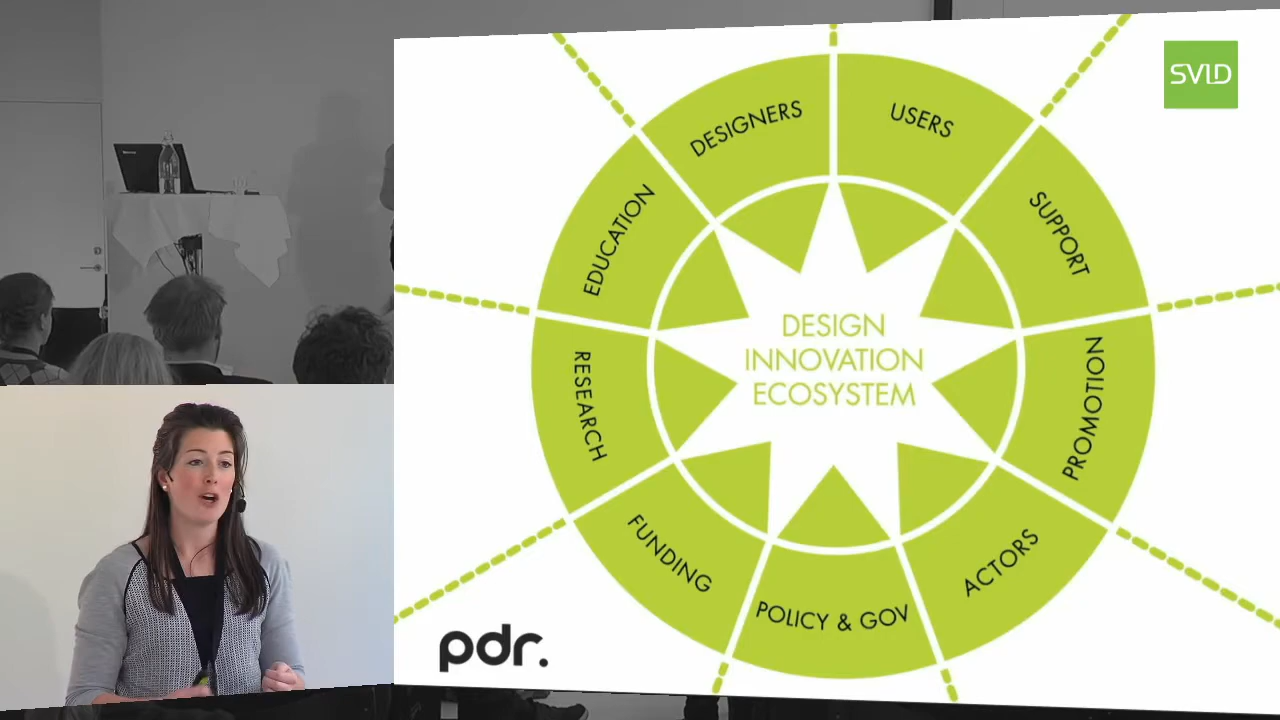 SVID
DESIGNERS
USERS
EDUCATION
SUPPORT
RESEARCH
DESIGN
INNOVATION
ECOSYSTEM
PROMOTION
FUNDING
ACTORS
POLICY & GOV
pdr.